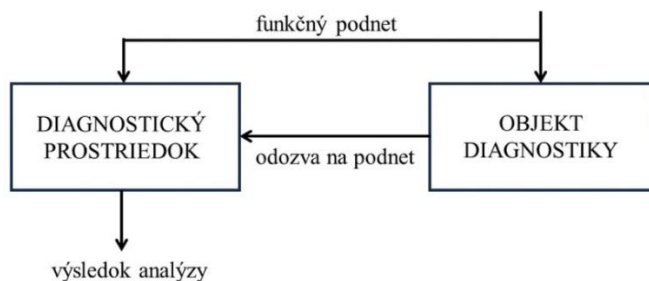 funkčný podnet
DIAGNOSTICKÝ
PROSTRIEDOK
OBJEKT
DIAGNOSTIKY
odozva na podnet
výsledok analýzy